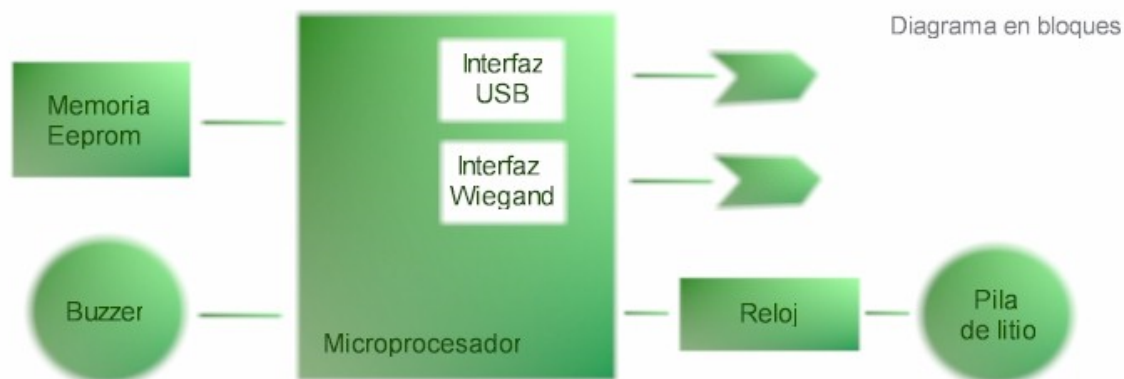 Diagrama en bloques
Memoria
Eeprom
Interfaz
USB
Interfaz
Wiegand
Buzzer
Microprocesador
Reloj
Pila
de litio